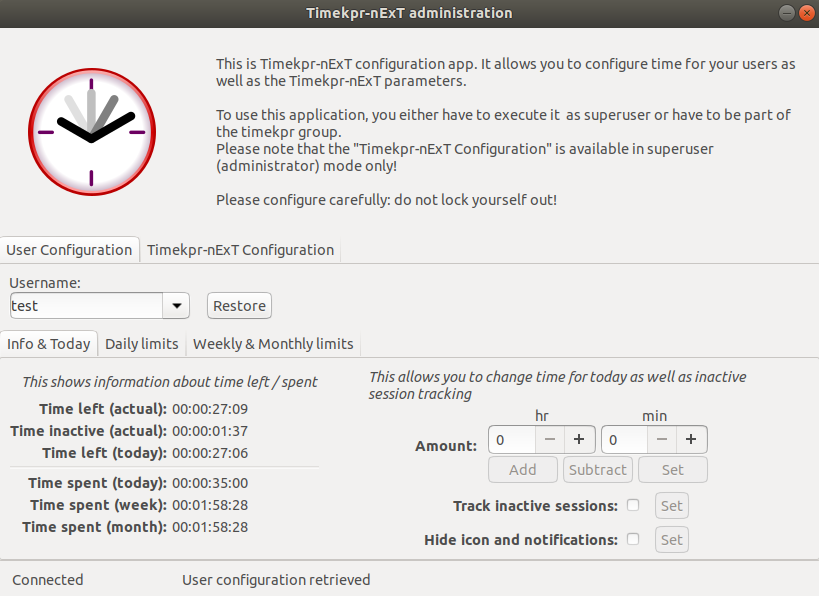 Timekpr-nExT administration
This is Timekpr-nExT configuration app. It allows you to configure time for your users as
well as the Timekpr-nExT parameters.
To use this application, you either have to execute it as superuser or have to be part of
the timekpr group.
Please note that the "Timekpr-nExT Configuration" is available in superuser
(administrator) mode only!
Please configure carefully: do not lock yourself out!
User Configuration Timekpr-nExT Configuration
Username:
test Restore
Info & Today Daily limits Weekly & Monthly limits
This shows information about time left / spent
Time left (actual): 00:00:27:09
Time inactive (actual): 00:00:01:37
Time left (today): 00:00:27:06
Time spent (today): 00:00:35:00
Time spent (week): 00:01:58:28
Time spent (month): 00:01:58:28
This allows you to change time for today as well as inactive
session tracking
hr min
Amount: 0 − + 0 − +
Add Subtract Set
Track inactive sessions: Set
Hide icon and notifications: Set
Connected User configuration retrieved